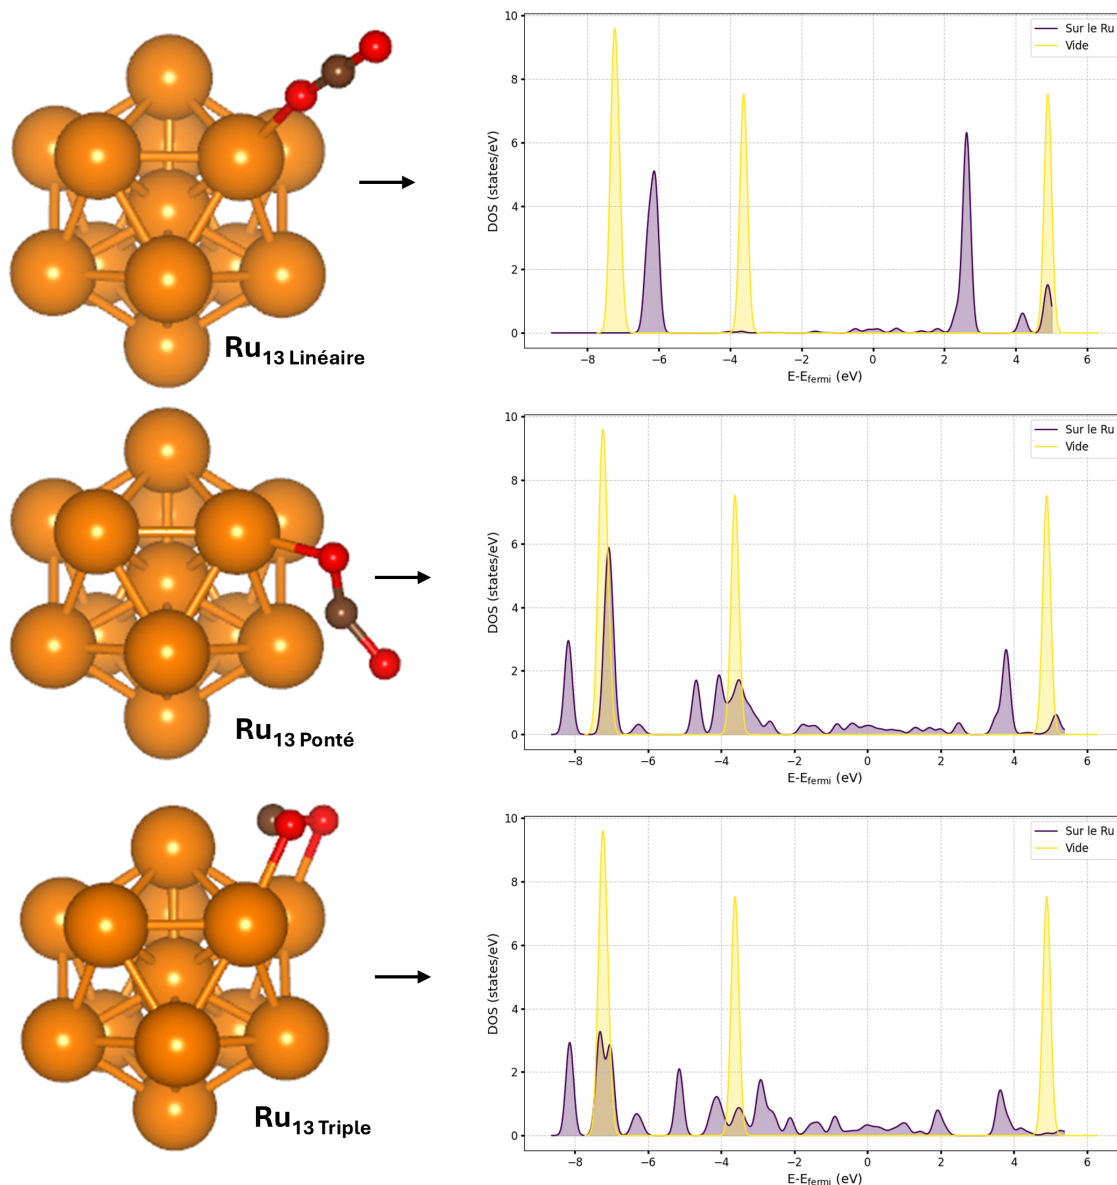 10
8
6
4
2
0
DOS (states/eV)
Sur le Ru
Vide
−8 −6 −4 −2 0 2 4 6
E-E_fermi (eV)
Ru13 Linéaire
10
8
6
4
2
0
DOS (states/eV)
Sur le Ru
Vide
−8 −6 −4 −2 0 2 4 6
E-E_fermi (eV)
Ru13 Ponté
10
8
6
4
2
0
DOS (states/eV)
Sur le Ru
Vide
−8 −6 −4 −2 0 2 4 6
E-E_fermi (eV)
Ru13 Triple